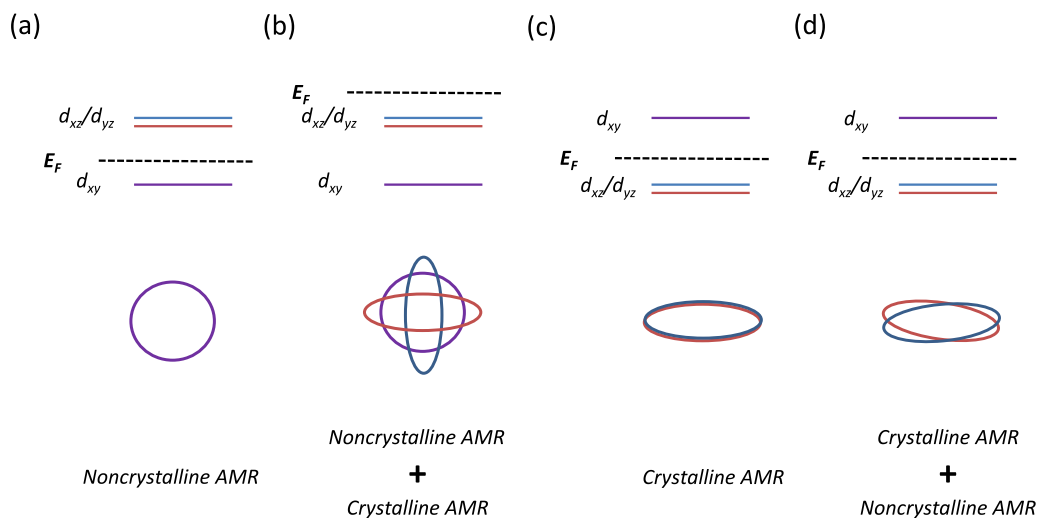 (a)
d_xz/d_yz
E_F
d_xy
Noncrystalline AMR
(b)
E_F
d_xz/d_yz
d_xy
Noncrystalline AMR
+
Crystalline AMR
(c)
d_xy
E_F
d_xz/d_yz
Crystalline AMR
(d)
d_xy
E_F
d_xz/d_yz
Crystalline AMR
+
Noncrystalline AMR